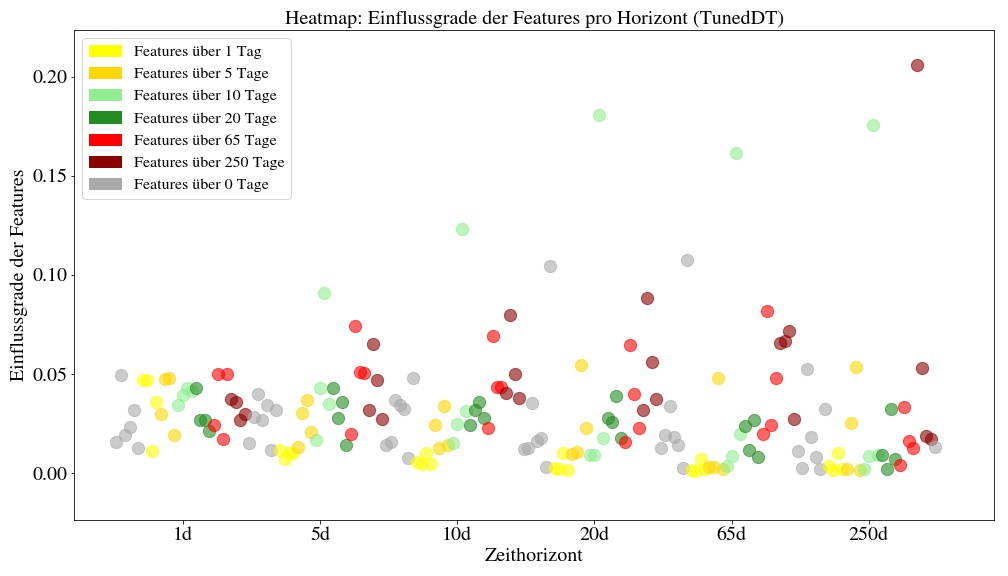 Heatmap: Einflussgrade der Features pro Horizont (TunedDT)
Features über 1 Tag
Features über 5 Tage
Features über 10 Tage
Features über 20 Tage
Features über 65 Tage
Features über 250 Tage
Features über 0 Tage
Einflussgrade der Features
0.20
0.15
0.10
0.05
0.00
1d
5d
10d
20d
65d
250d
Zeithorizont